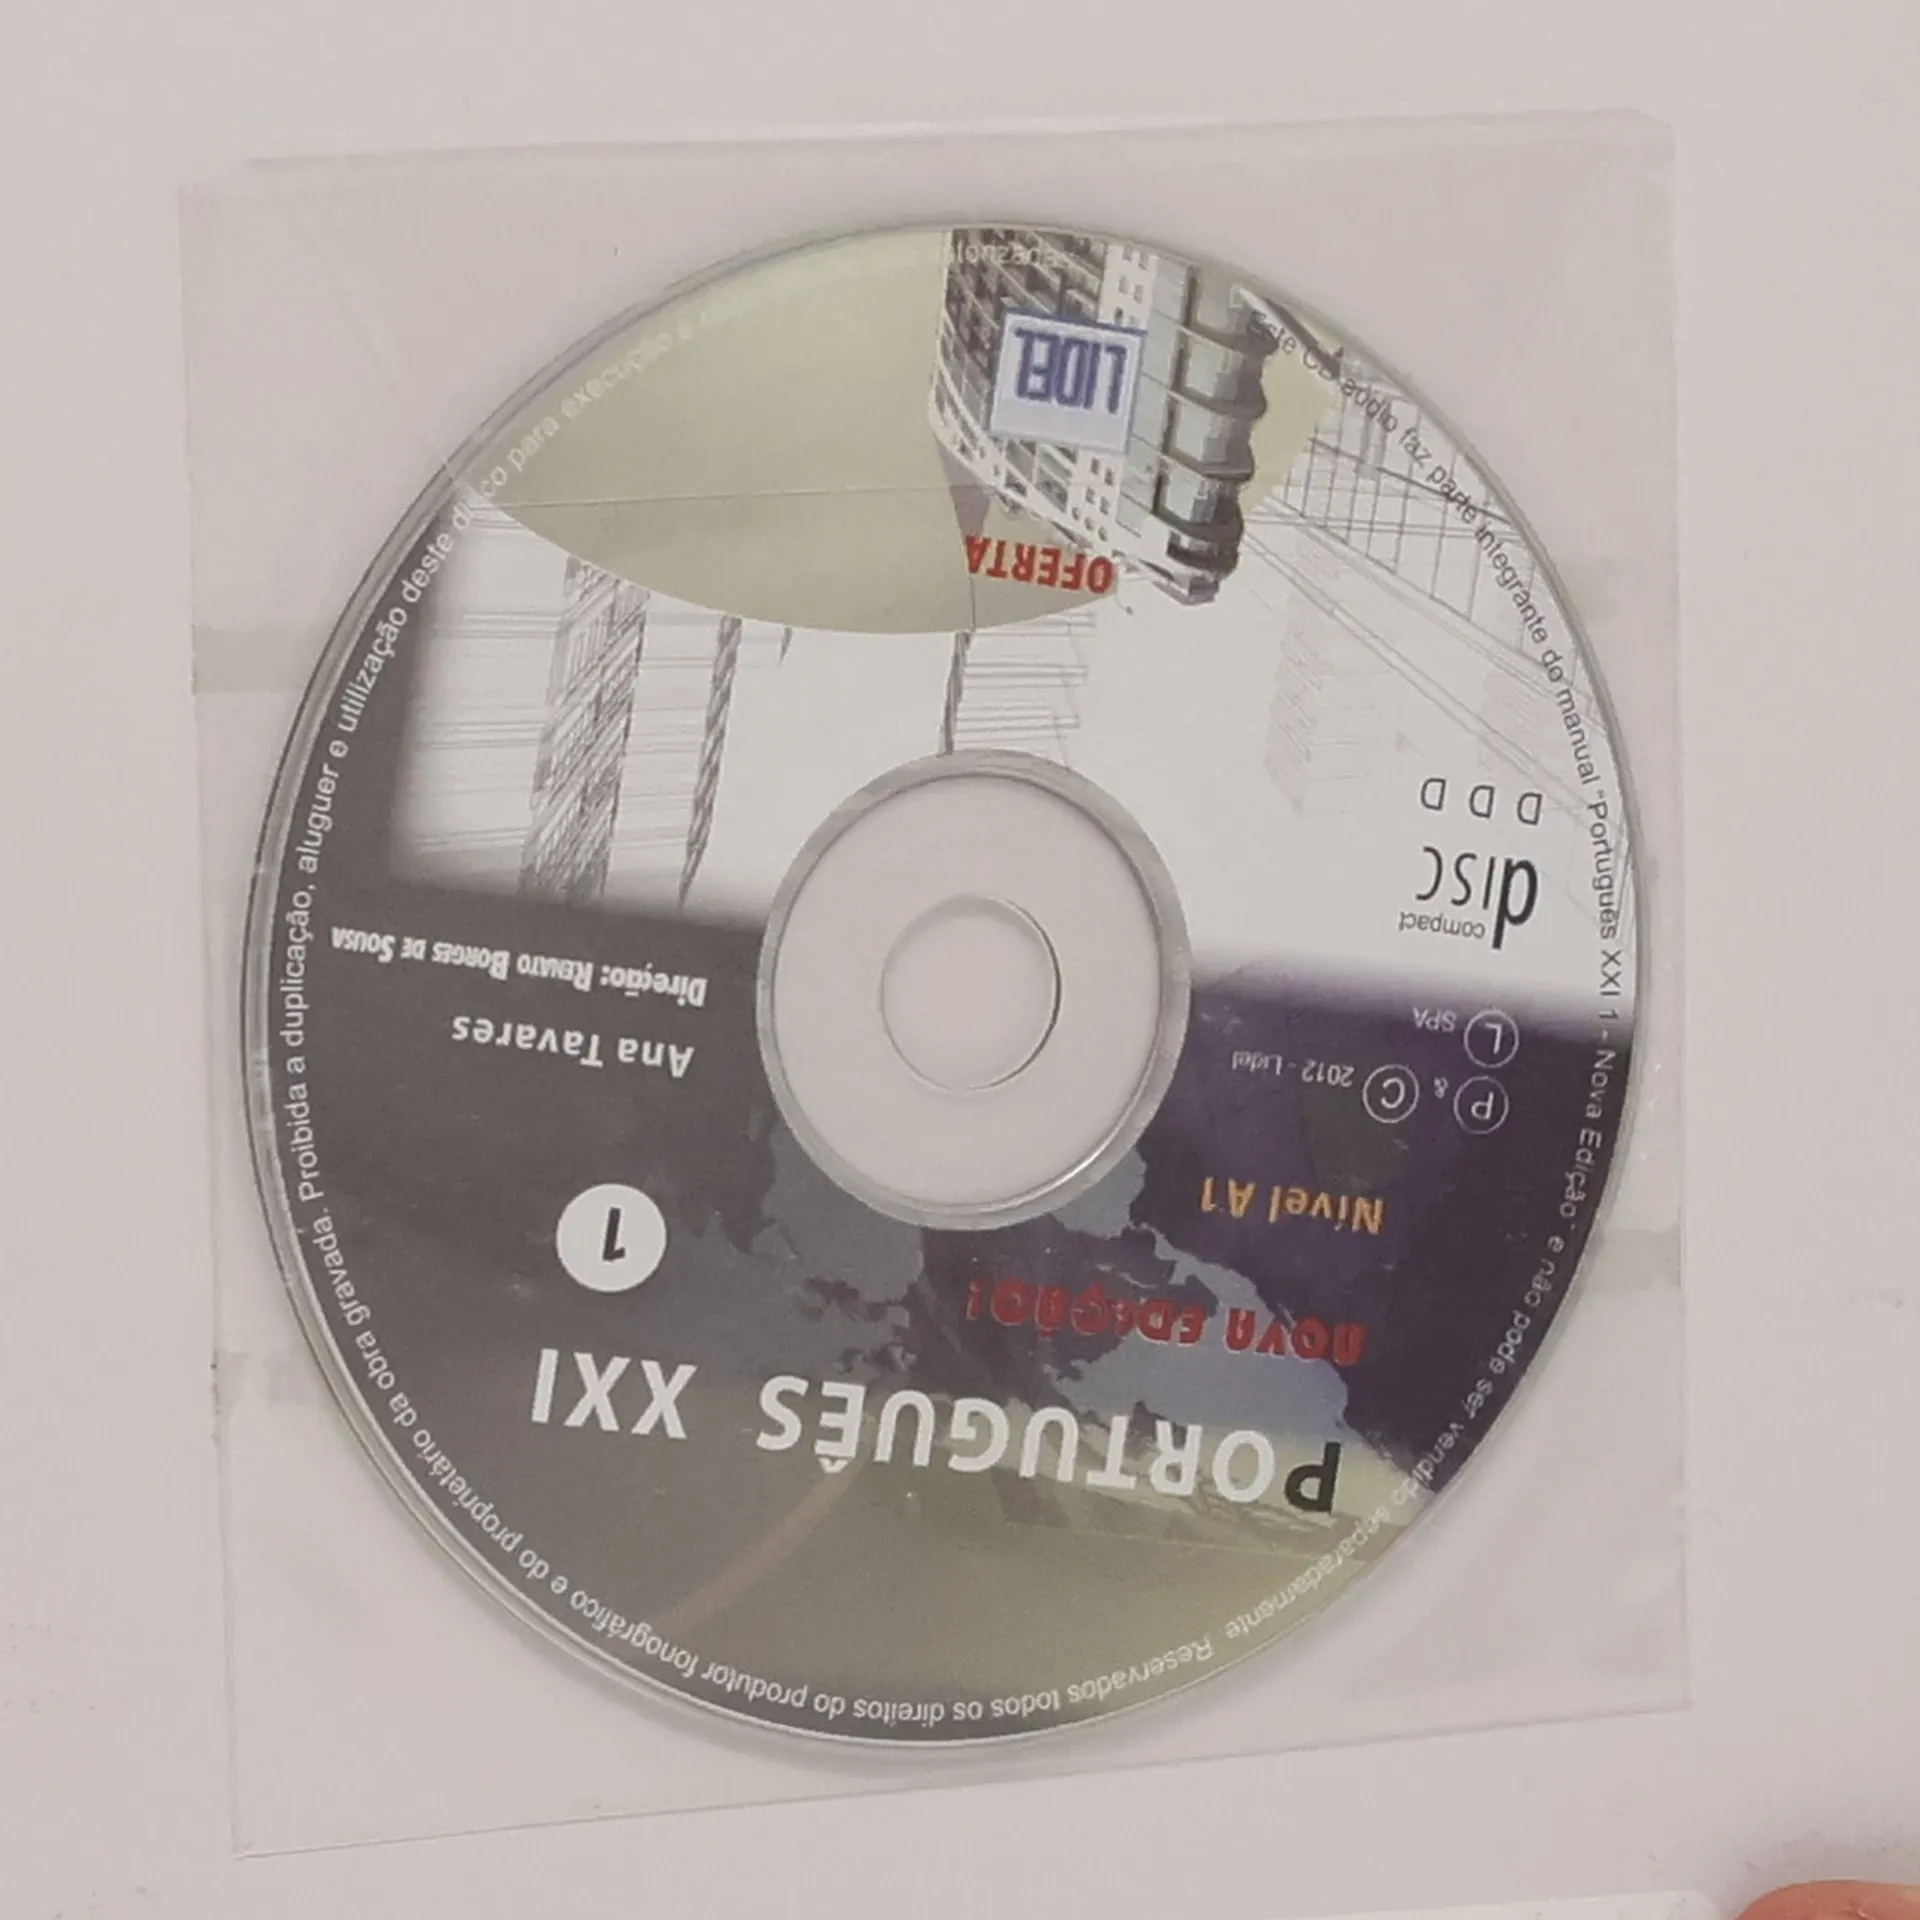 PORTUGUÊS XXI
NOVA EDIÇÃO!
1
Nível A1
Ana Tavares
Direção: RENATO BORGES DE SOUSA
P & C 2012 - Lidel
L SPA
compact
disc
D D D
OFERTA
LIDEL
Este CD áudio faz parte integrante do manual "Português XXI 1 - Nova Edição" e não pode ser vendido separadamente. Reservados todos os direitos do produtor fonográfico e do proprietário da obra gravada. Proibida a duplicação, aluguer e utilização deste disco para execução e